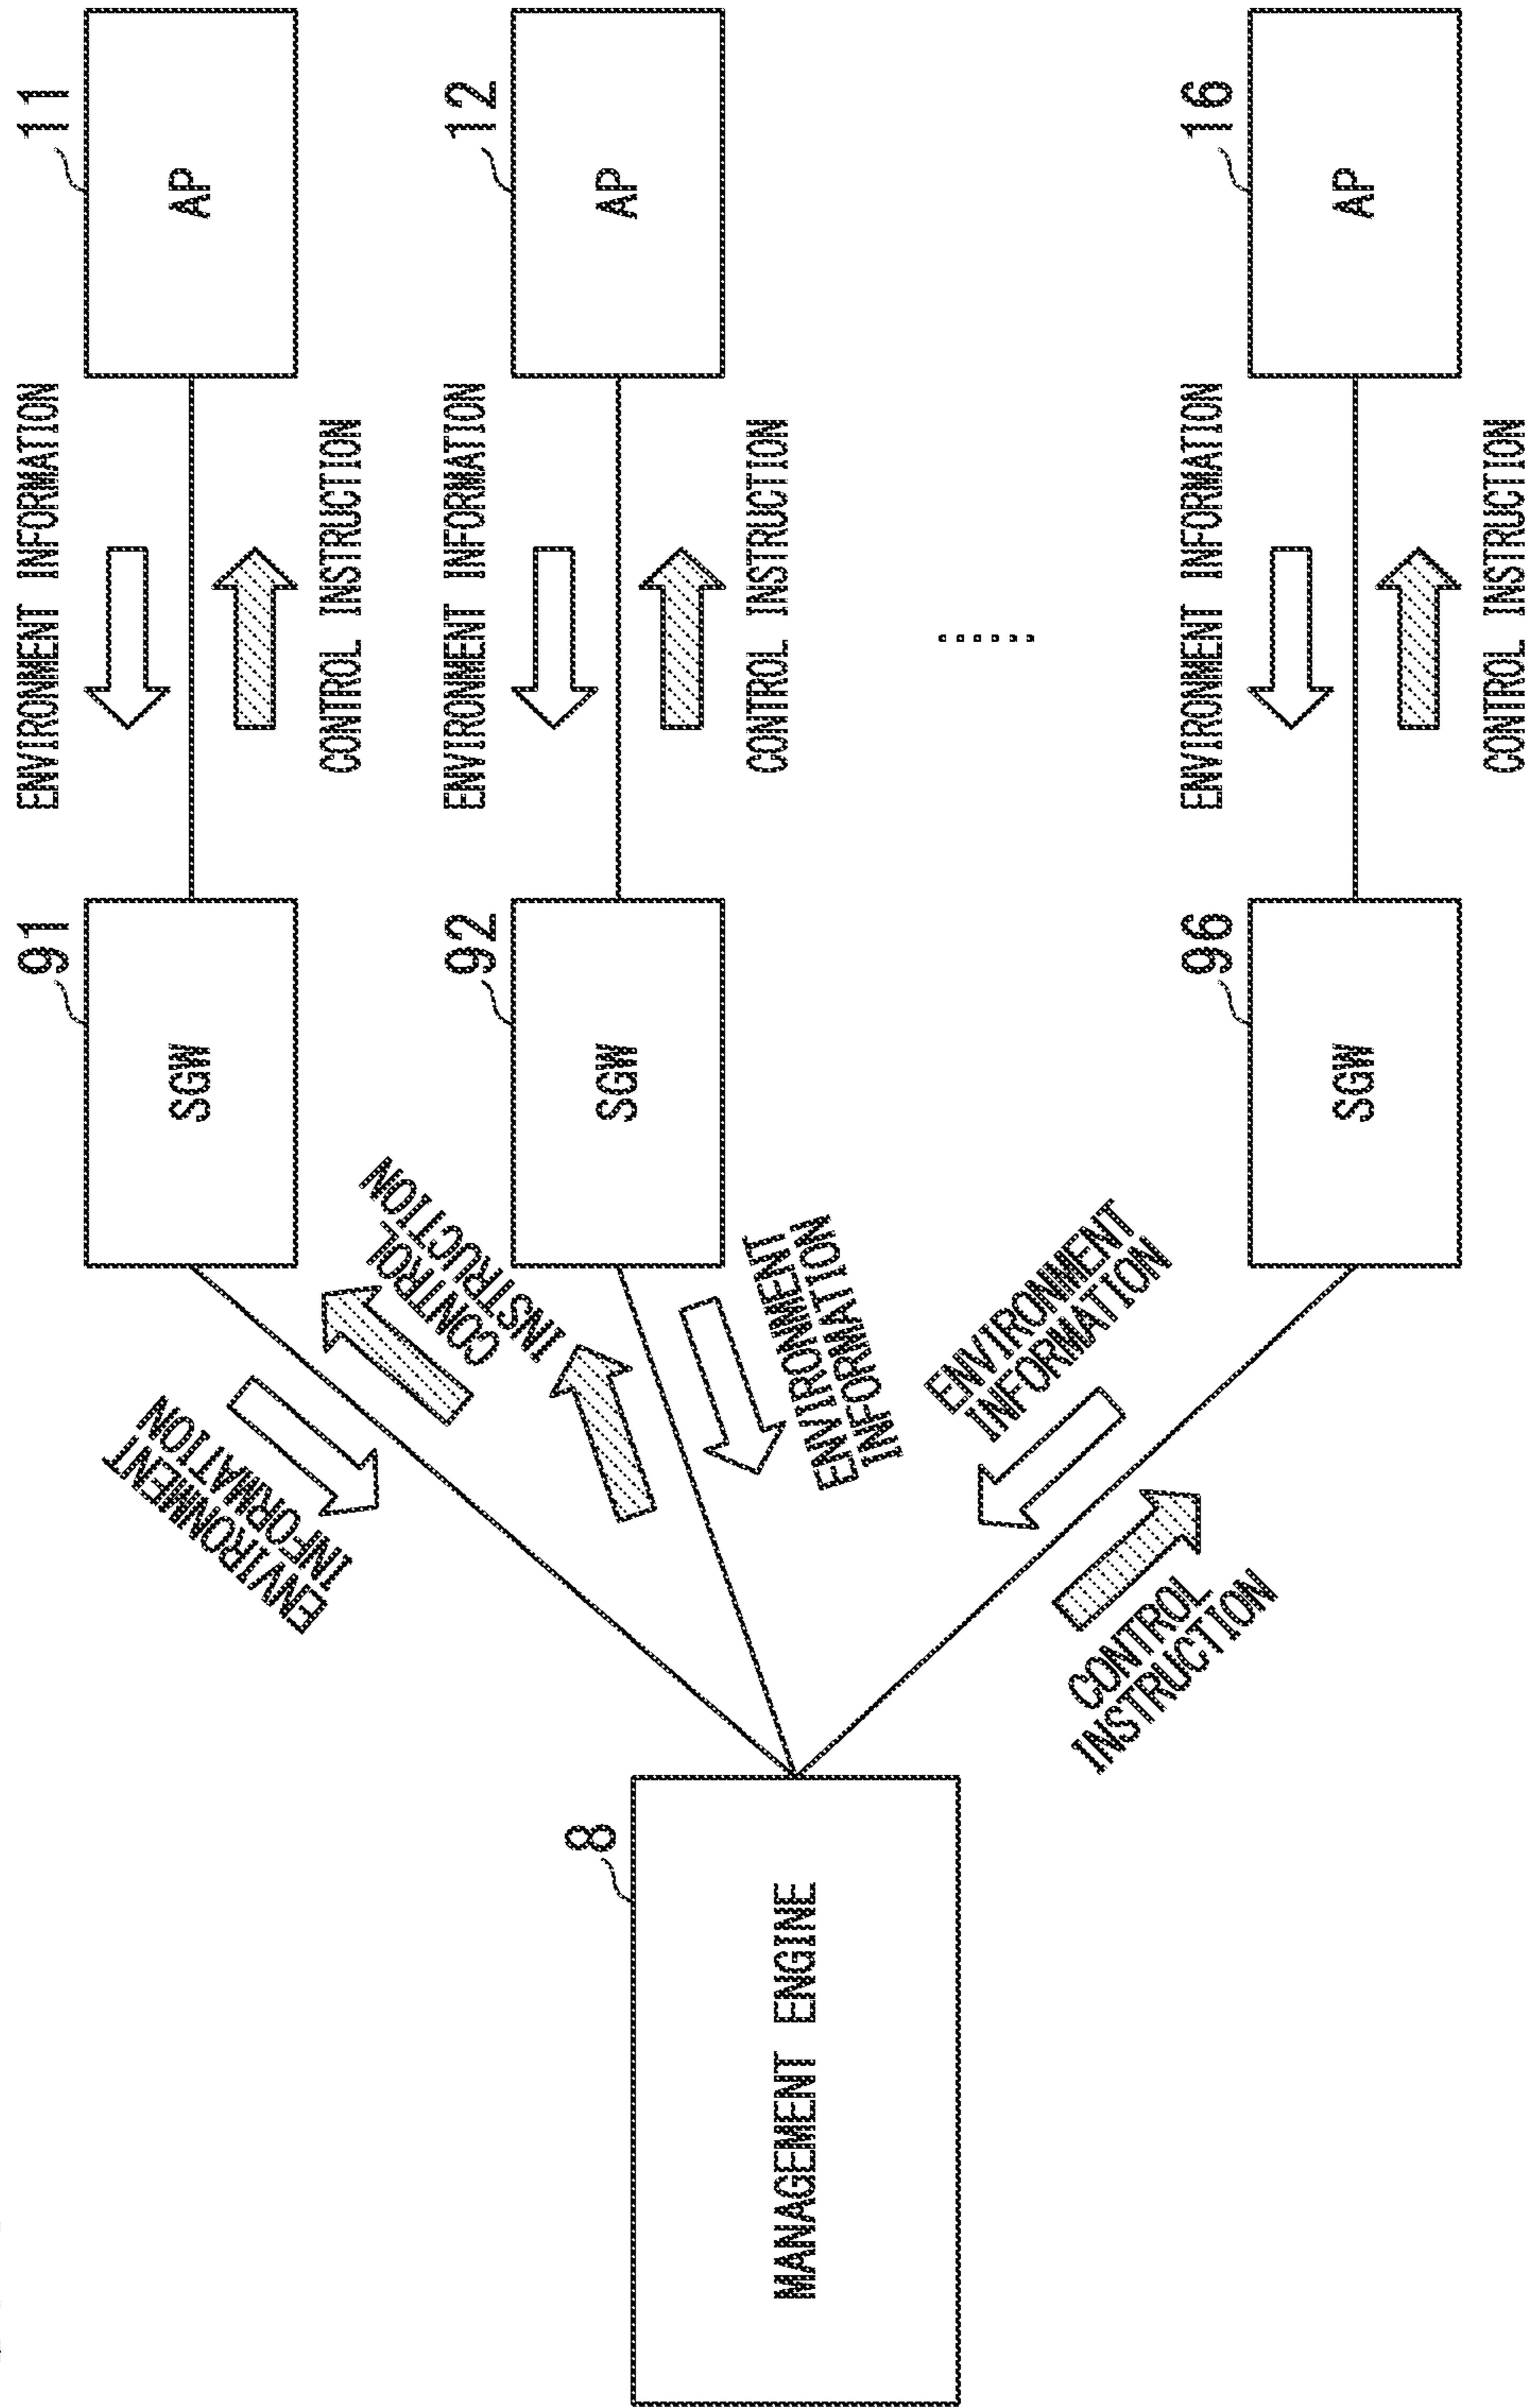 91
11
ENVIRONMENT INFORMATION
SGW
AP
CONTROL INSTRUCTION
ENVIRONMENT
INFORMATION
CONTROL
INSTRUCTION
8
MANAGEMENT ENGINE
92
12
ENVIRONMENT INFORMATION
SGW
AP
CONTROL INSTRUCTION
ENVIRONMENT
INFORMATION
......
ENVIRONMENT
INFORMATION
CONTROL
INSTRUCTION
96
16
ENVIRONMENT INFORMATION
SGW
AP
CONTROL INSTRUCTION